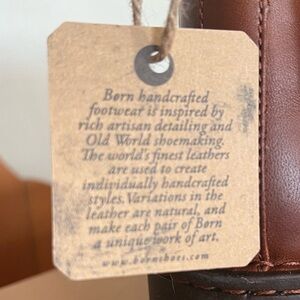 Børn handcrafted
footwear is inspired by
rich artisan detailing and
Old World shoemaking.
The world's finest leathers
are used to create
individually handcrafted
styles. Variations in the
leather are natural, and
make each pair of Børn
a unique work of art.
www.bornshoes.com